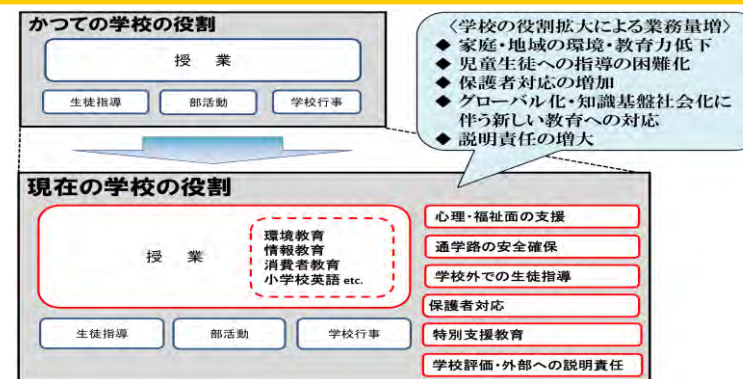 かつての学校の役割
授 業
生徒指導
部活動
学校行事
〈学校の役割拡大による業務量増〉
◆ 家庭・地域の環境・教育力低下
◆ 児童生徒への指導の困難化
◆ 保護者対応の増加
◆ グローバル化・知識基盤社会化に
伴う新しい教育への対応
◆ 説明責任の増大
現在の学校の役割
授 業
環境教育
情報教育
消費者教育
小学校英語 etc.
生徒指導
部活動
学校行事
心理・福祉面の支援
通学路の安全確保
学校外での生徒指導
保護者対応
特別支援教育
学校評価・外部への説明責任